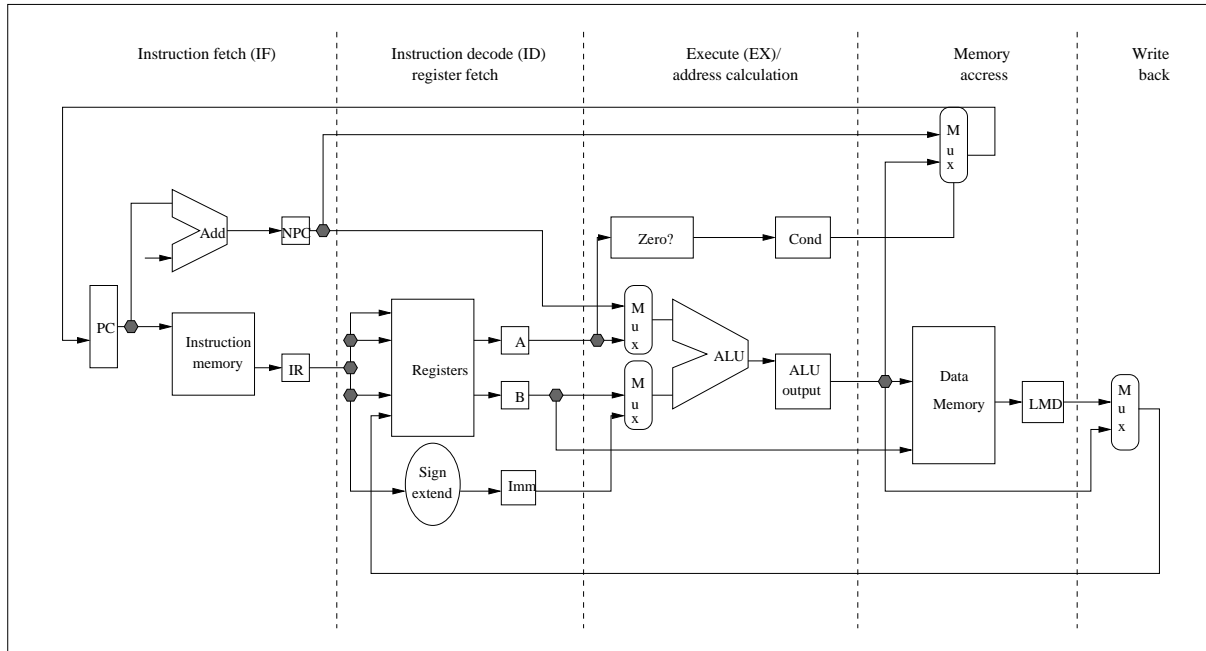 Instruction fetch (IF)
Instruction decode (ID)
register fetch
Execute (EX)/
address calculation
Memory
accress
Write
back
M
u
x
Add
NPC
Zero?
Cond
PC
Instruction
memory
IR
Registers
A
B
M
u
x
M
u
x
ALU
ALU
output
Data
Memory
LMD
M
u
x
Sign
extend
Imm